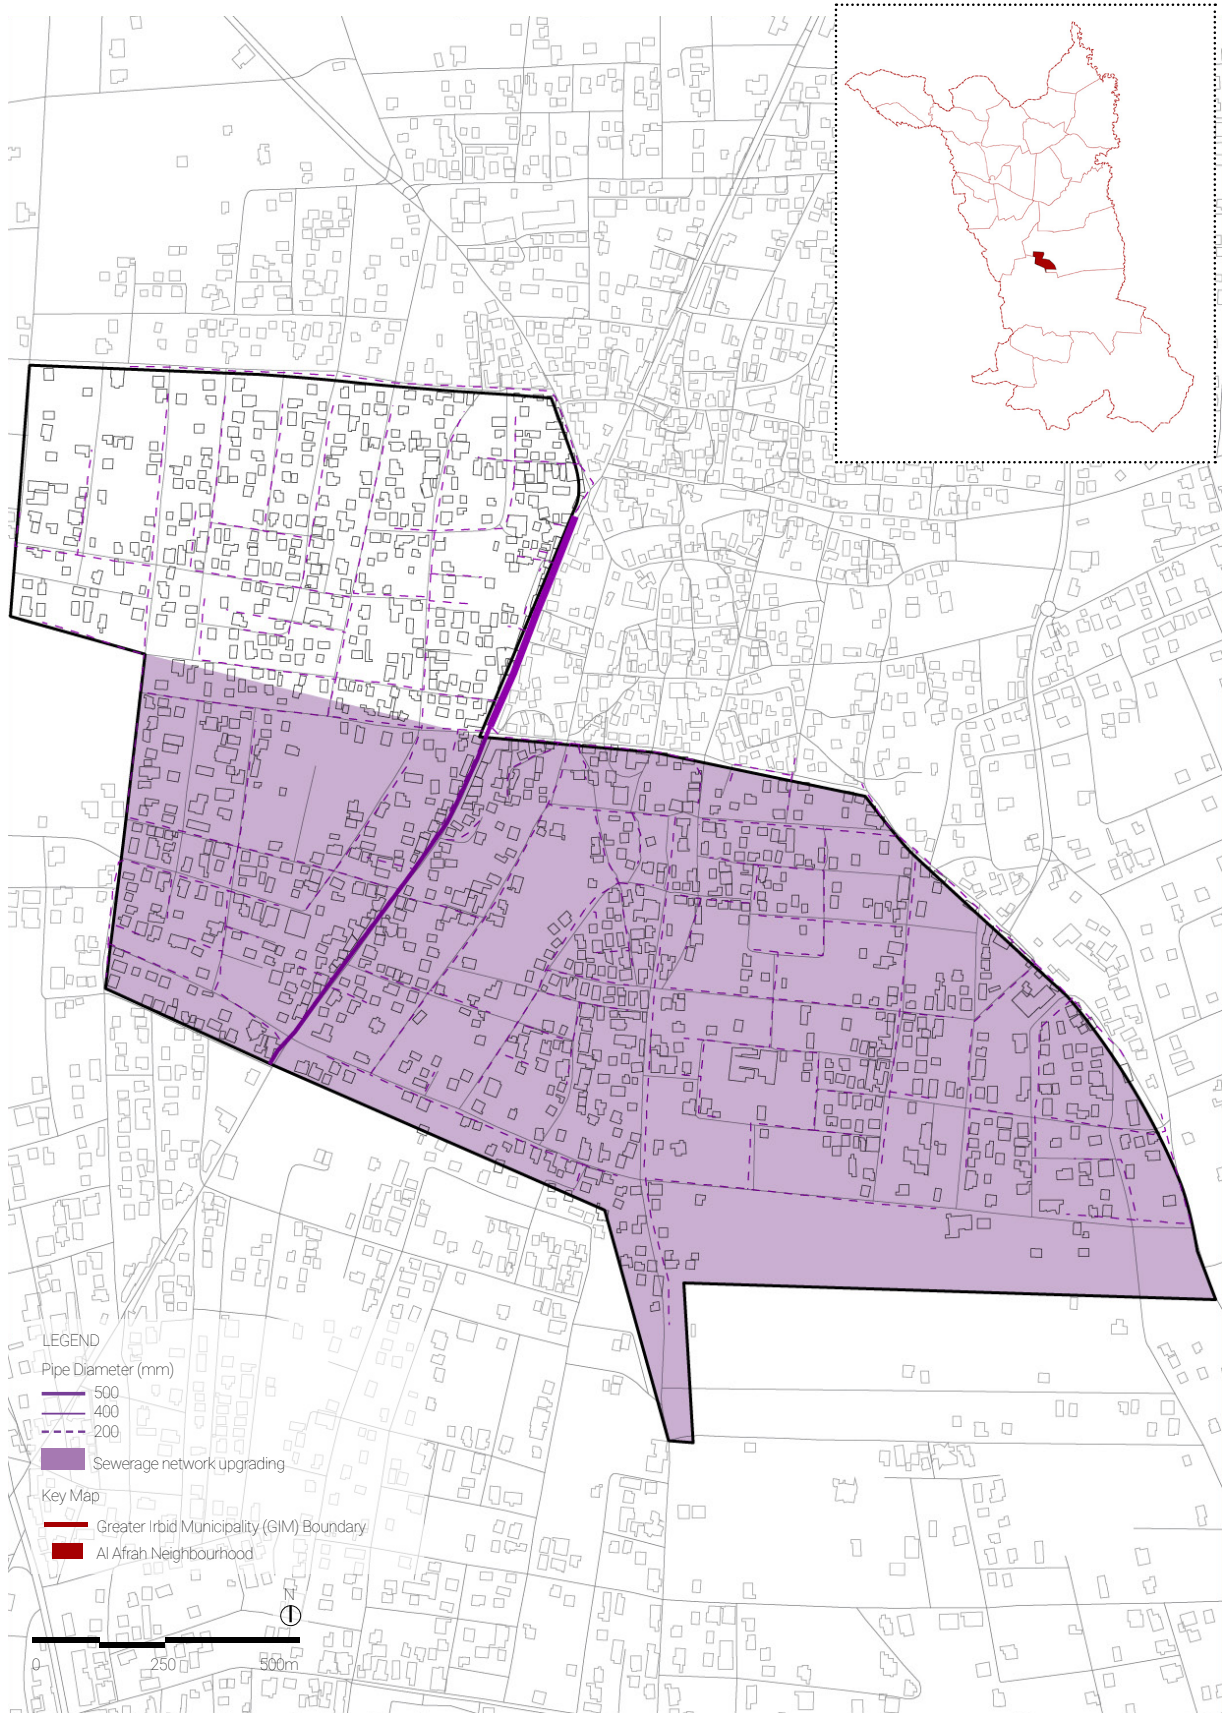 LEGEND
Pipe Diameter (mm)
500
400
200
Sewerage network upgrading
Key Map
Greater Irbid Municipality (GIM) Boundary
Al Afrah Neighbourhood
N
0 250 500m